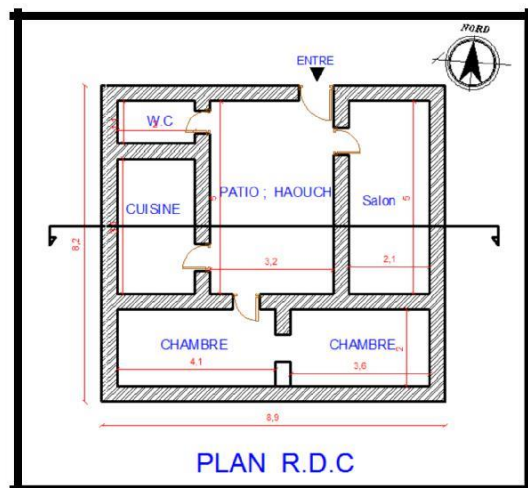 NORD
ENTRE
W.C
CUISINE
PATIO ; HAOUCH
Salon
5
5
8,2
3,2
2,1
CHAMBRE
CHAMBRE
4,1
3,6
2
8,9
PLAN R.D.C